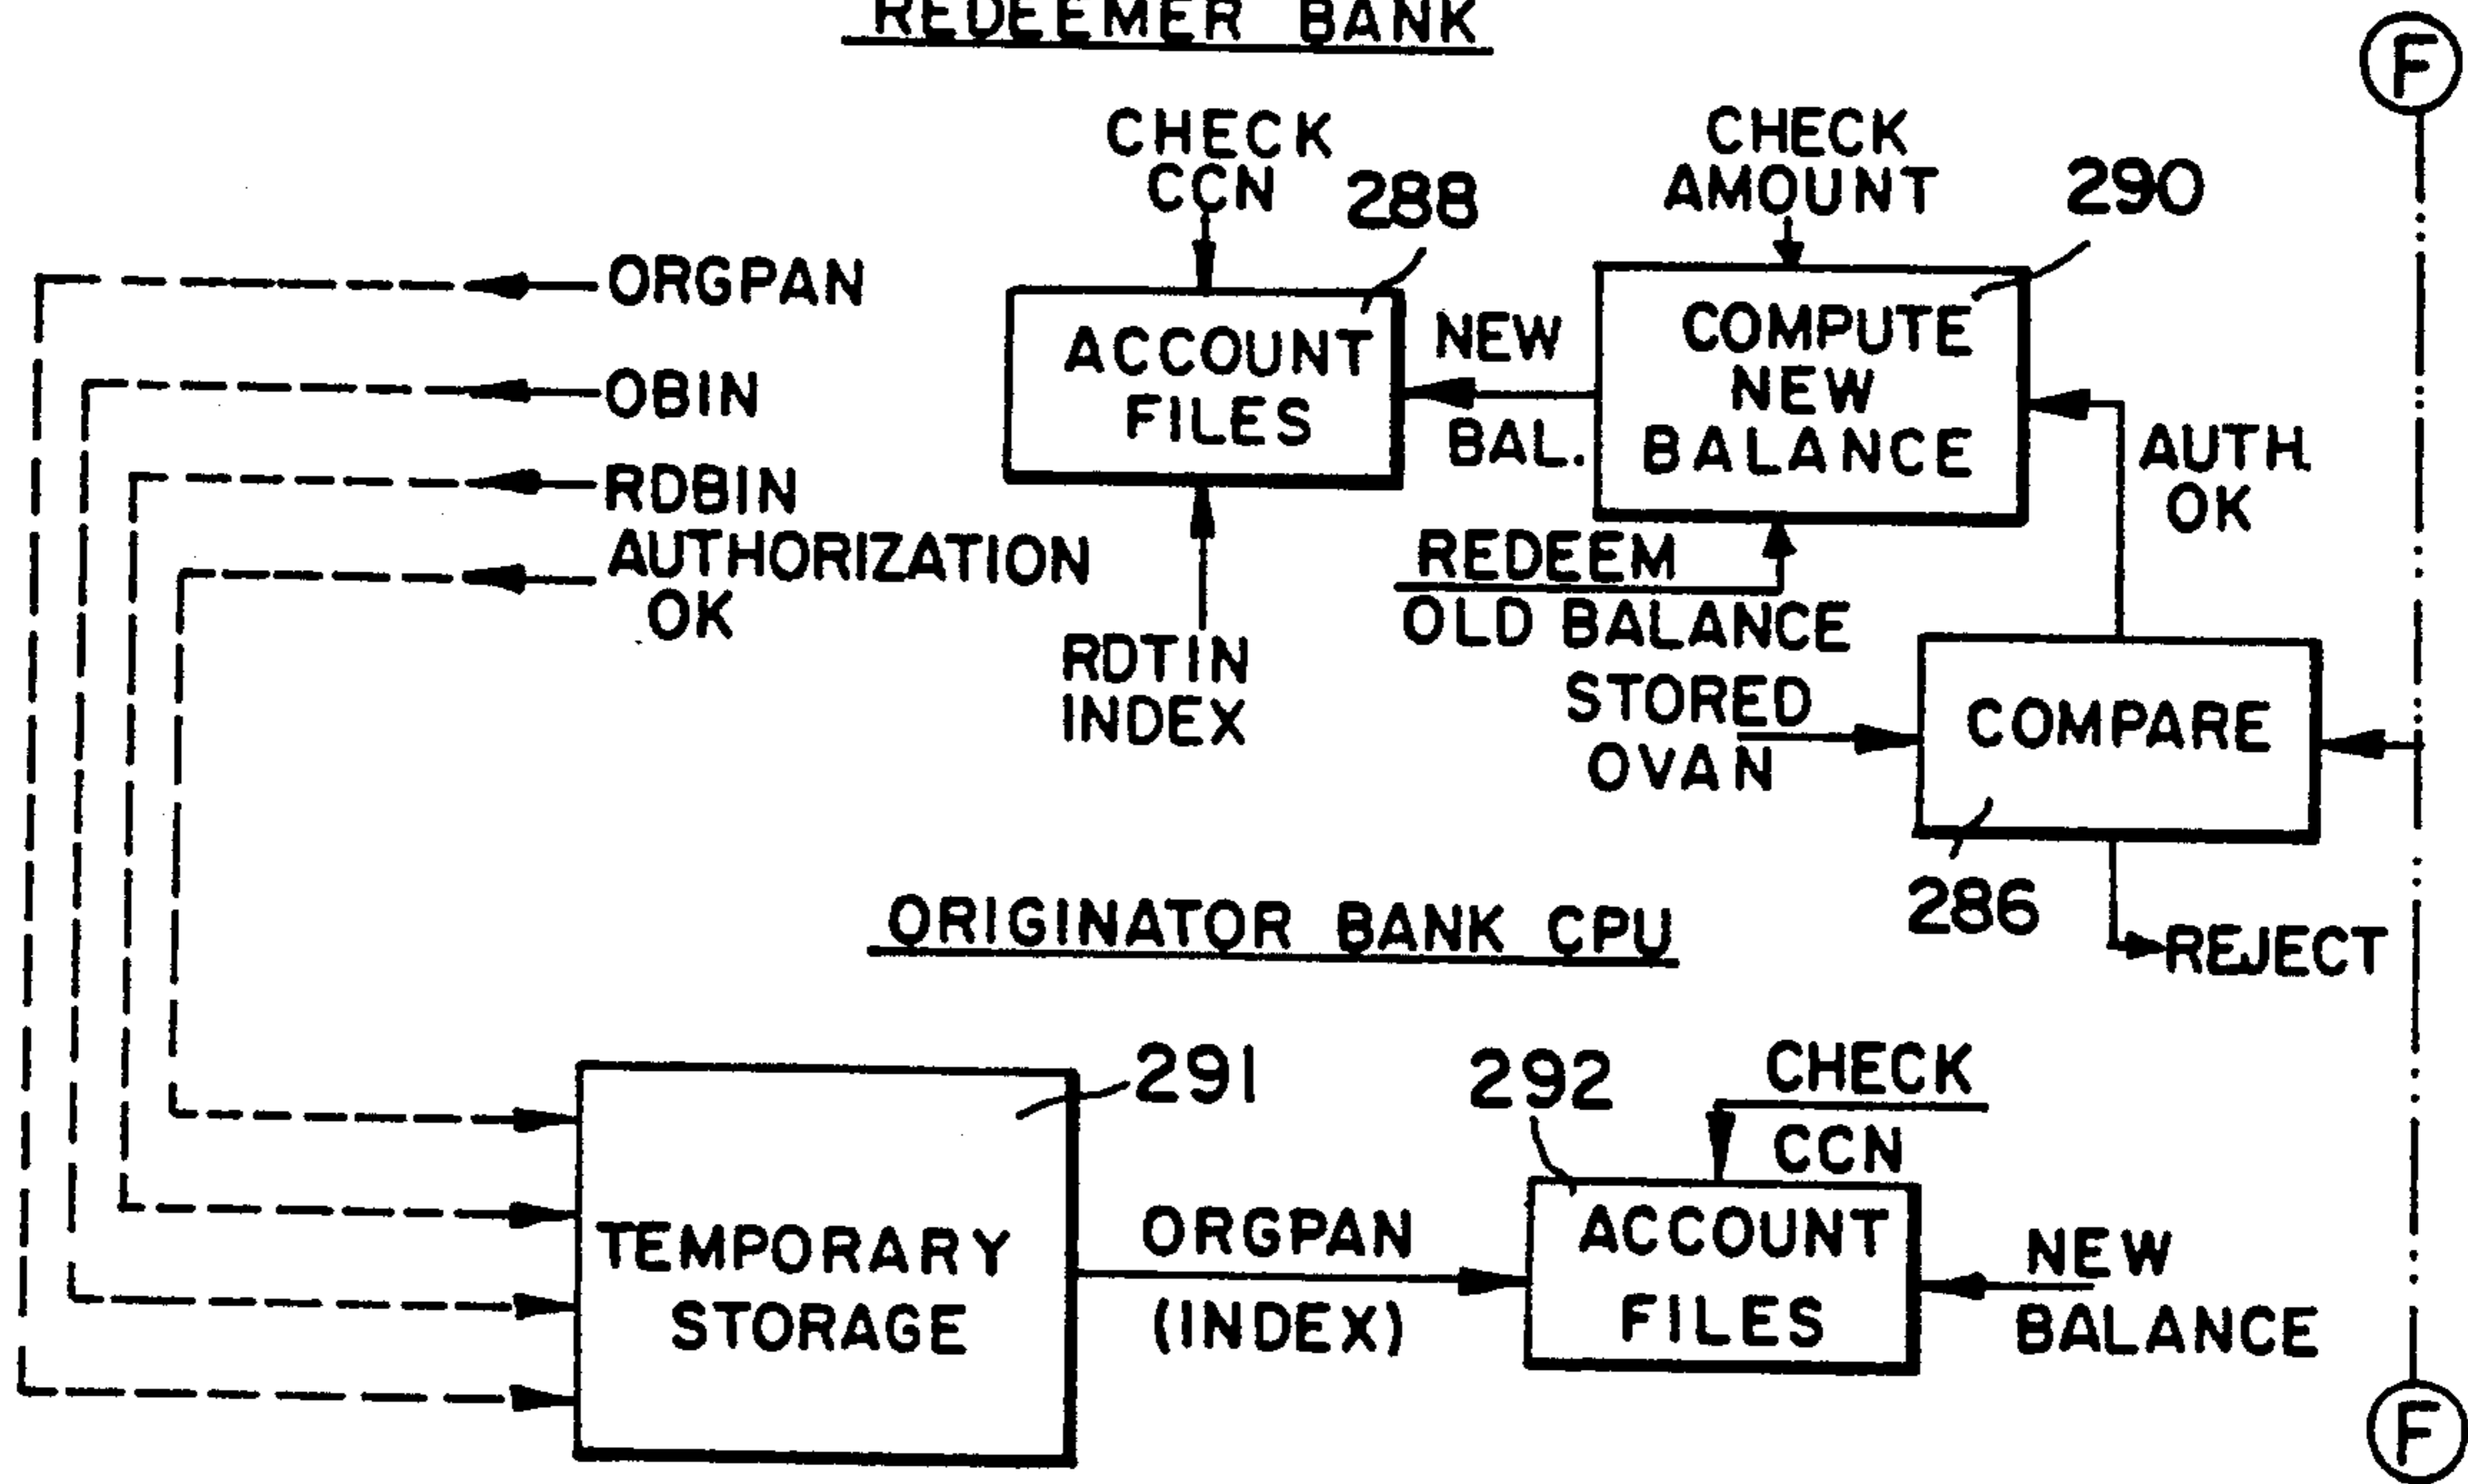 REDEEMER BANK
F
CHECK
CCN
288
CHECK
AMOUNT
290
ORGPAN
OBIN
RDBIN
AUTHORIZATION
OK
ACCOUNT
FILES
RDTIN
INDEX
NEW
BAL.
COMPUTE
NEW
BALANCE
AUTH.
OK
REDEEM
OLD BALANCE
STORED
OVAN
COMPARE
286
REJECT
ORIGINATOR BANK CPU
291
TEMPORARY
STORAGE
ORGPAN
(INDEX)
292
CHECK
CCN
ACCOUNT
FILES
NEW
BALANCE
F